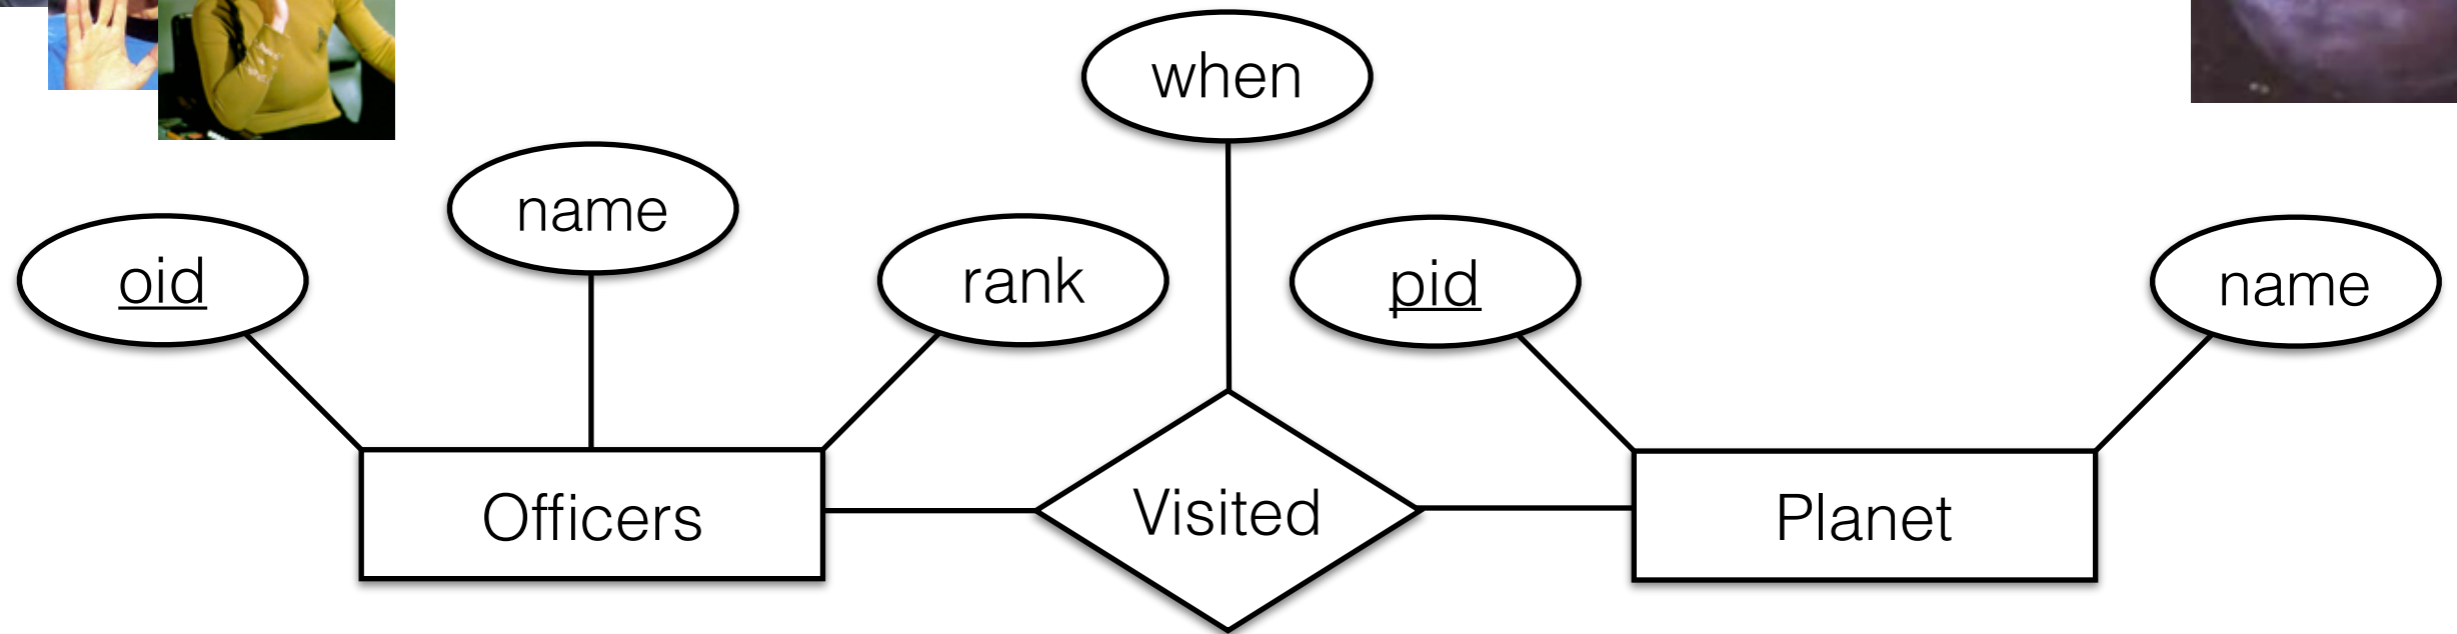 when
name
oid
rank
pid
name
Officers
Visited
Planet